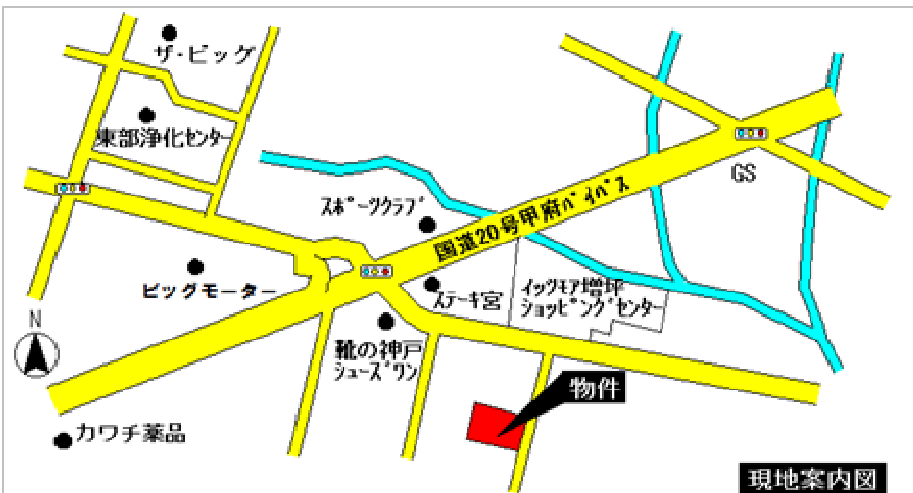 ザ・ビッグ
東部浄化センター
GS
スポーツクラブ
国道20号甲府バイパス
ビッグモーター
ステーキ宮
イッツモア増坪
ショッピングセンター
N
靴の神戸
シューズワン
物件
カワチ薬品
現地案内図